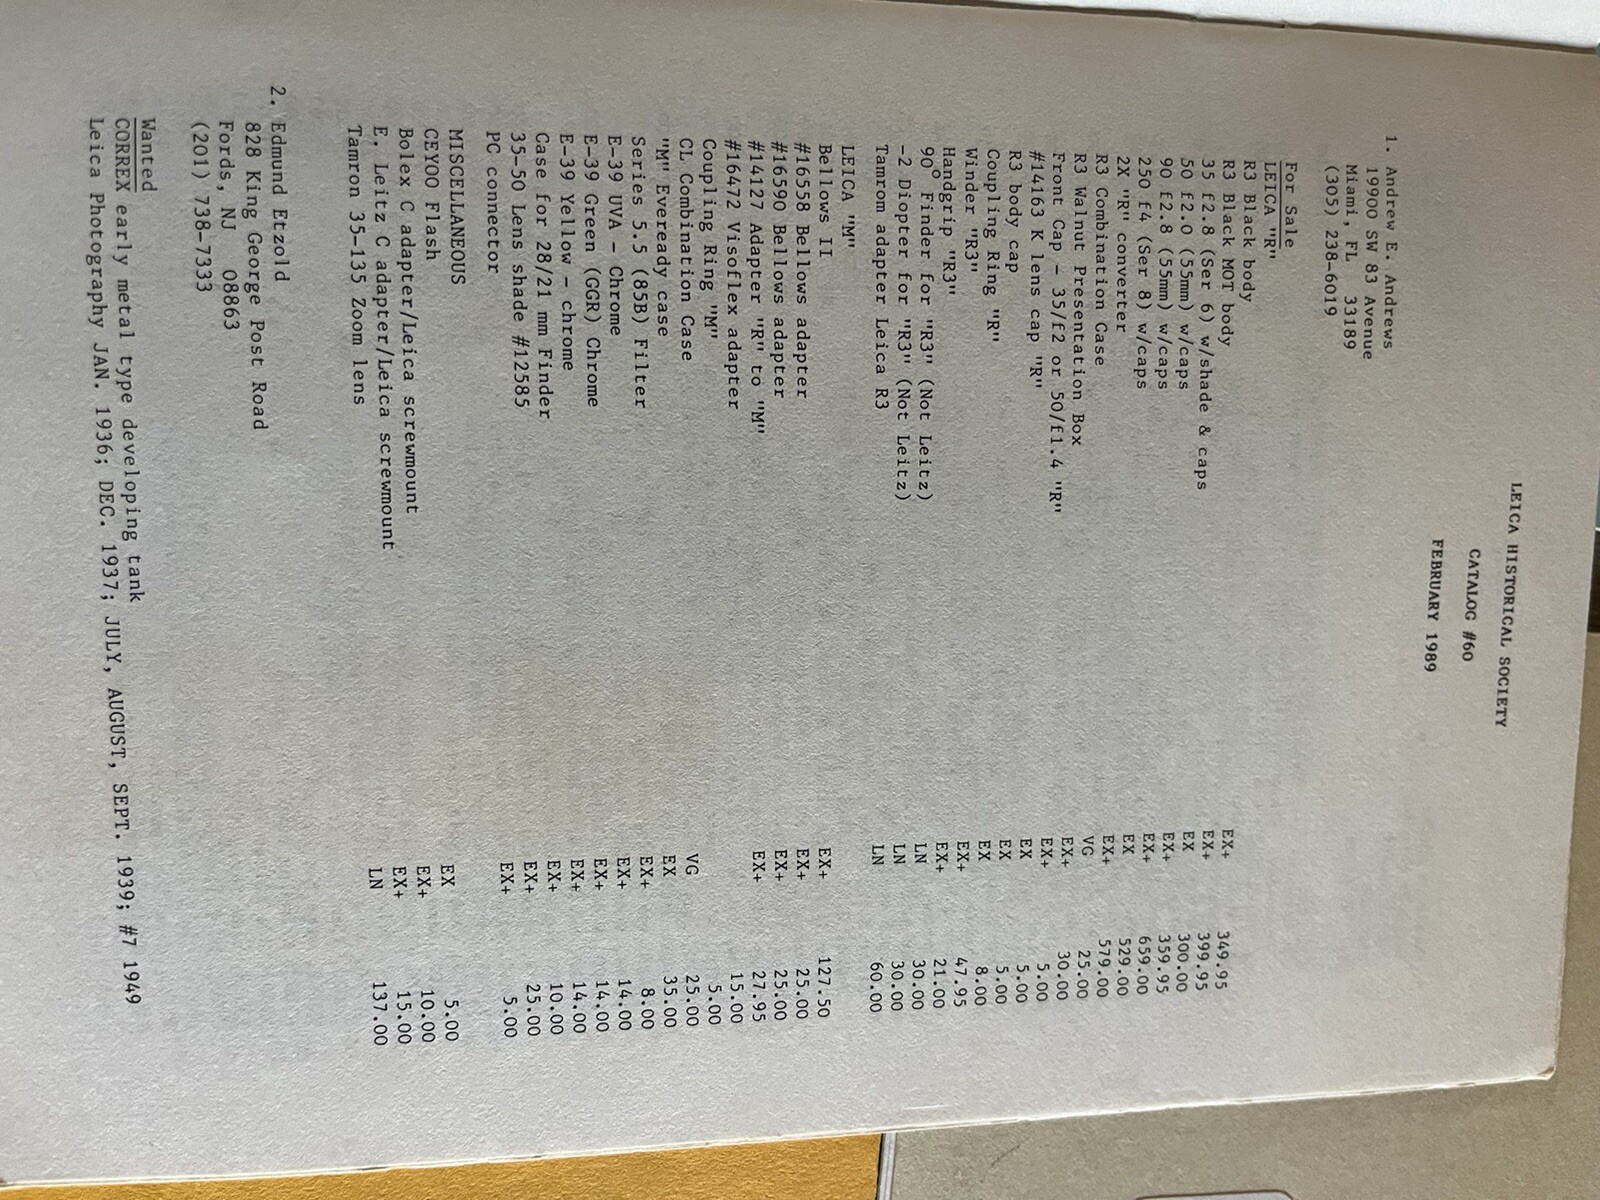 LEICA HISTORICAL SOCIETY
CATALOG #60
FEBRUARY 1989
1. Andrew E. Andrews
19900 SW 83 Avenue
Miami, FL 33189
(305) 238-6019
For Sale
LEICA "R"
R3 Black body EX+ 349.95
R3 Black MOT body EX+ 399.95
35 f2.8 (Ser 6) w/shade & caps EX 300.00
50 f2.0 (55mm) w/caps EX+ 359.95
90 f2.8 (55mm) w/caps EX+ 659.00
250 f4 (Ser 8) w/caps EX 529.00
2X "R" converter EX+ 579.00
R3 Combination Case VG 25.00
R3 Walnut Presentation Box EX+ 30.00
Front Cap - 35/f2 or 50/f1.4 "R" EX+ 5.00
#14163 K lens cap "R" EX 5.00
R3 body cap EX 5.00
Coupling Ring "R" EX 8.00
Winder "R3" EX+ 47.95
Handgrip "R3" EX+ 21.00
90° Finder for "R3" (Not Leitz) LN 30.00
-2 Diopter for "R3" (Not Leitz) LN 30.00
Tamrom adapter Leica R3 LN 60.00
LEICA "M"
Bellows II EX+ 127.50
#16558 Bellows adapter EX+ 25.00
#16590 Bellows adapter EX+ 25.00
#14127 Adapter "R" to "M" EX+ 27.95
#16472 Visoflex adapter 15.00
Coupling Ring "M" 5.00
CL Combination Case VG 25.00
"M" Eveready case EX 35.00
Series 5.5 (85B) Filter EX+ 8.00
E-39 UVA - Chrome EX+ 14.00
E-39 Green (GGR) Chrome EX+ 14.00
E-39 Yellow - chrome EX+ 14.00
Case for 28/21 mm Finder EX+ 10.00
35-50 Lens shade #12585 EX+ 25.00
PC connector EX+ 5.00
MISCELLANEOUS
CEYOO Flash EX 5.00
Bolex C adapter/Leica screwmount EX+ 10.00
E. Leitz C adapter/Leica screwmount EX+ 15.00
Tamron 35-135 Zoom lens LN 137.00
2. Edmund Etzold
828 King George Post Road
Fords, NJ 08863
(201) 738-7333
Wanted
CORREX early metal type developing tank
Leica Photography JAN. 1936; DEC. 1937; JULY, AUGUST, SEPT. 1939; #7 1949